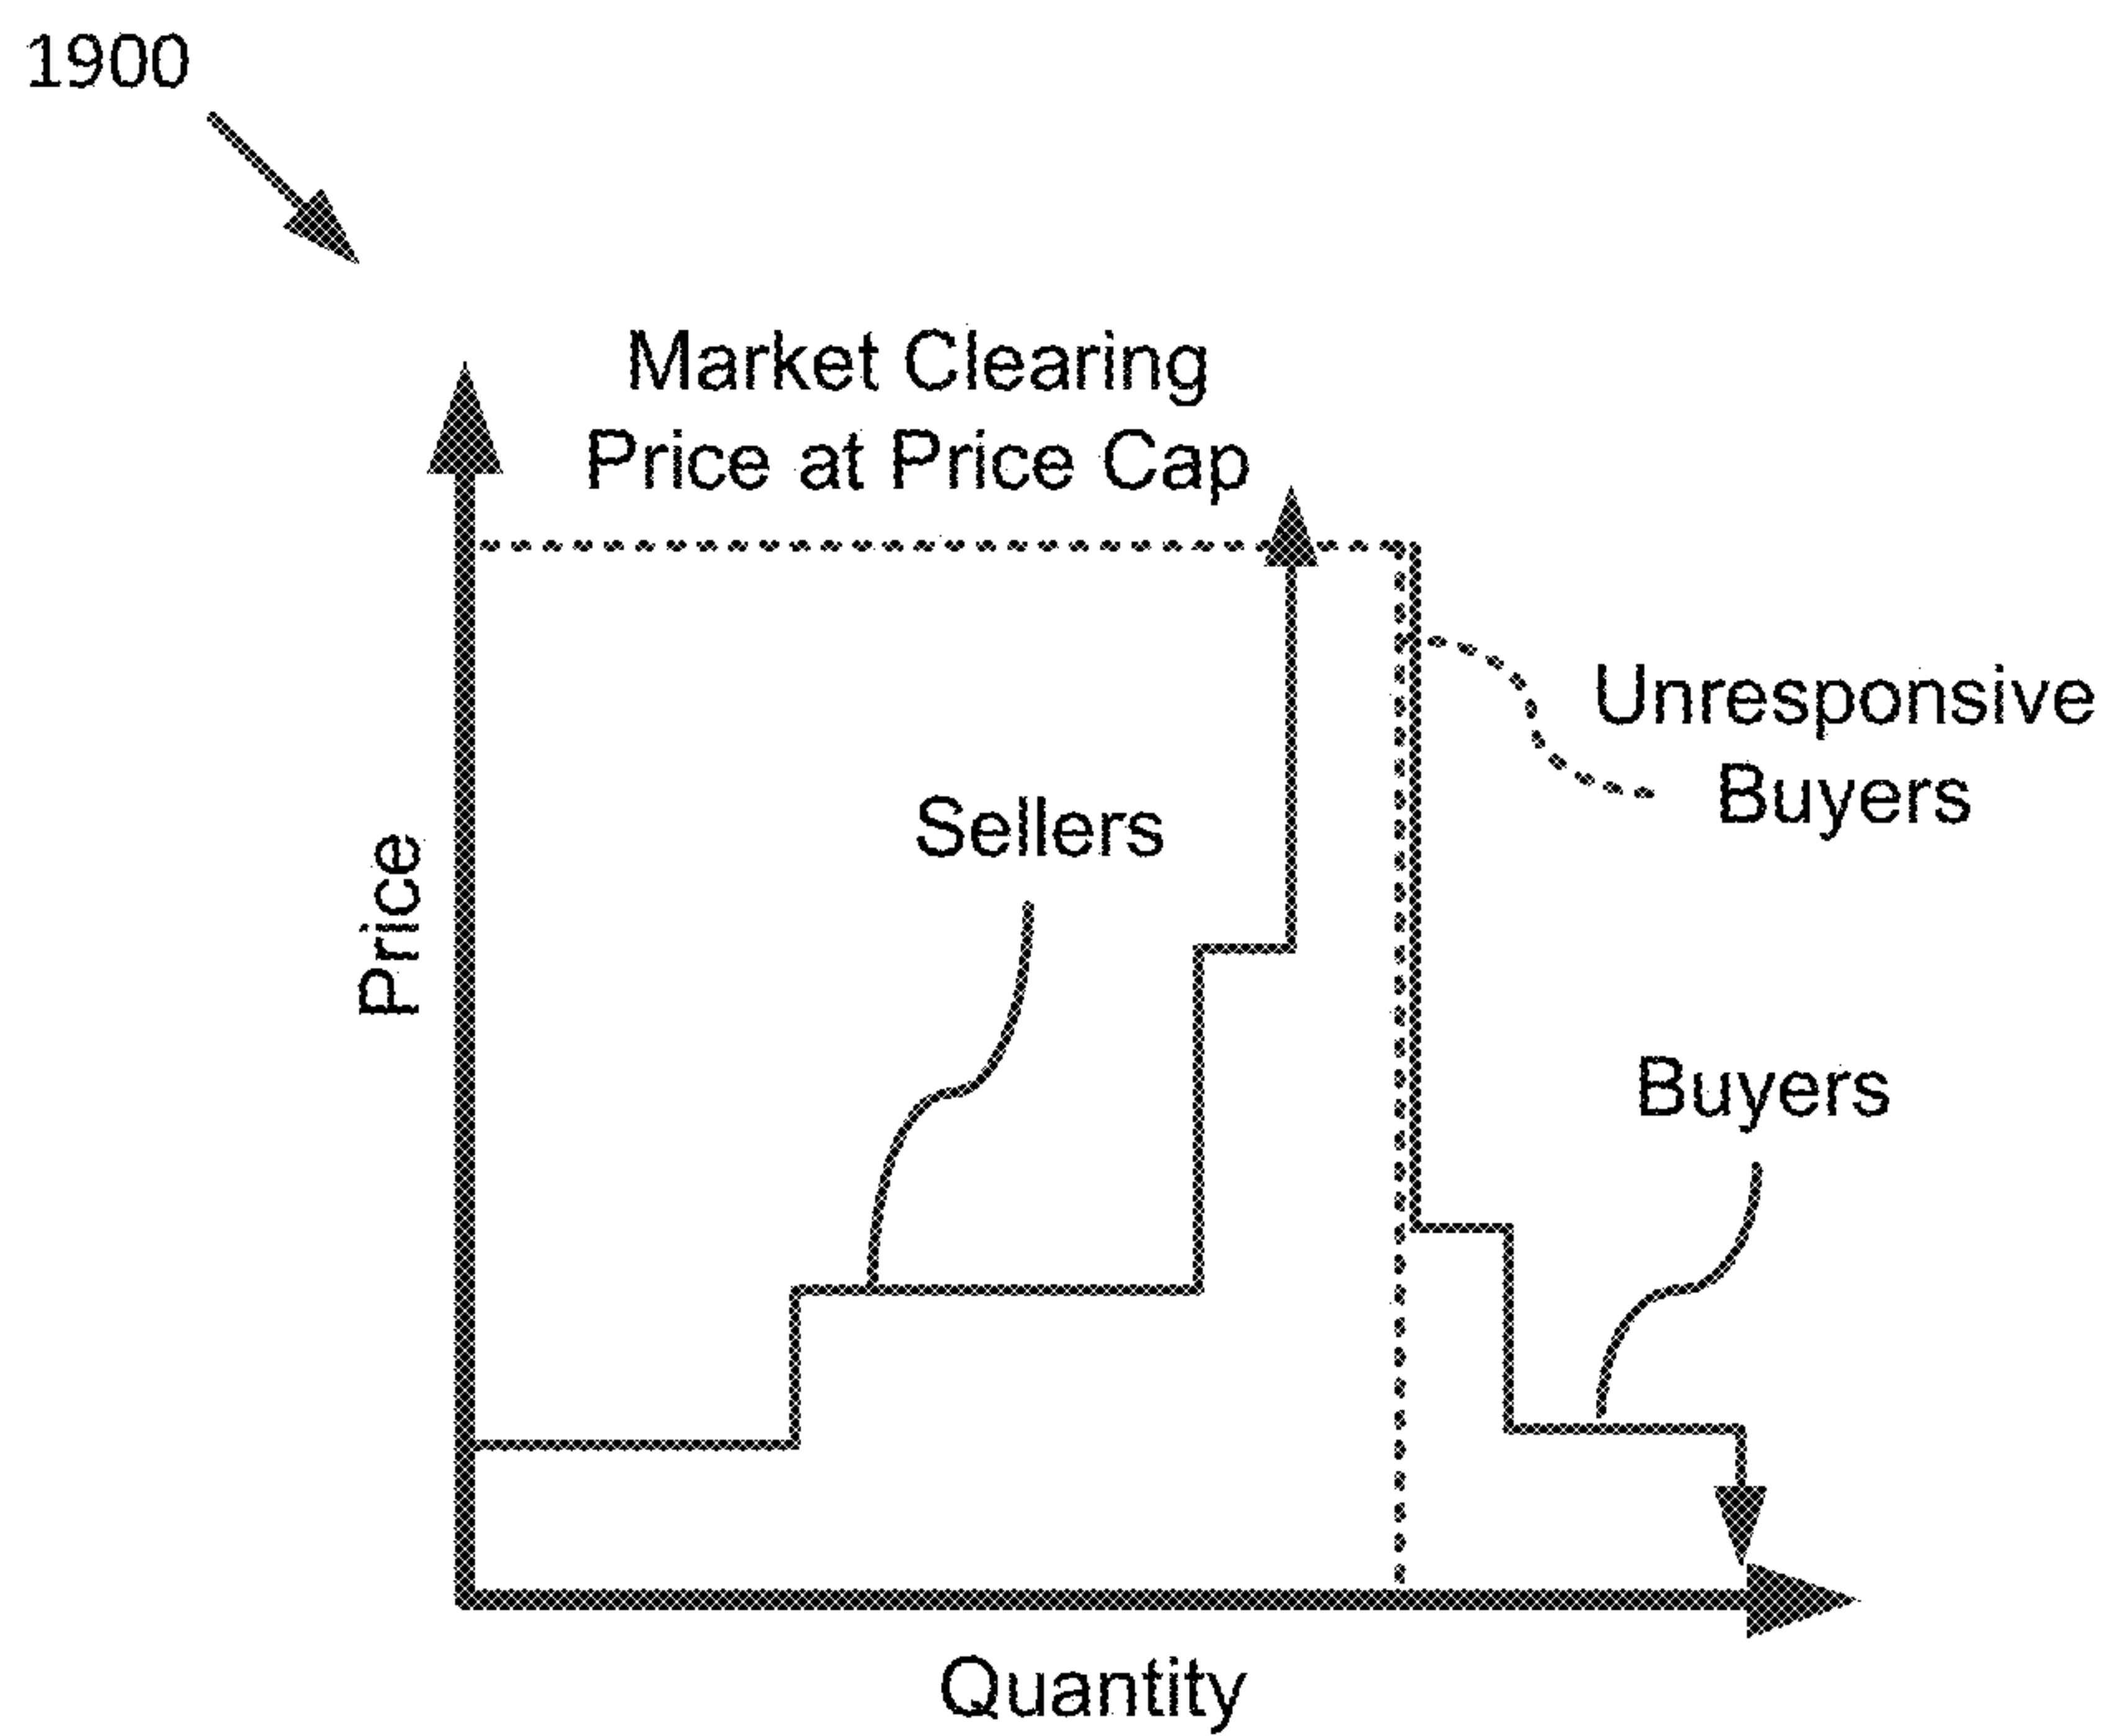 1900
Market Clearing
Price at Price Cap
Unresponsive
Buyers
Sellers
Price
Buyers
Quantity